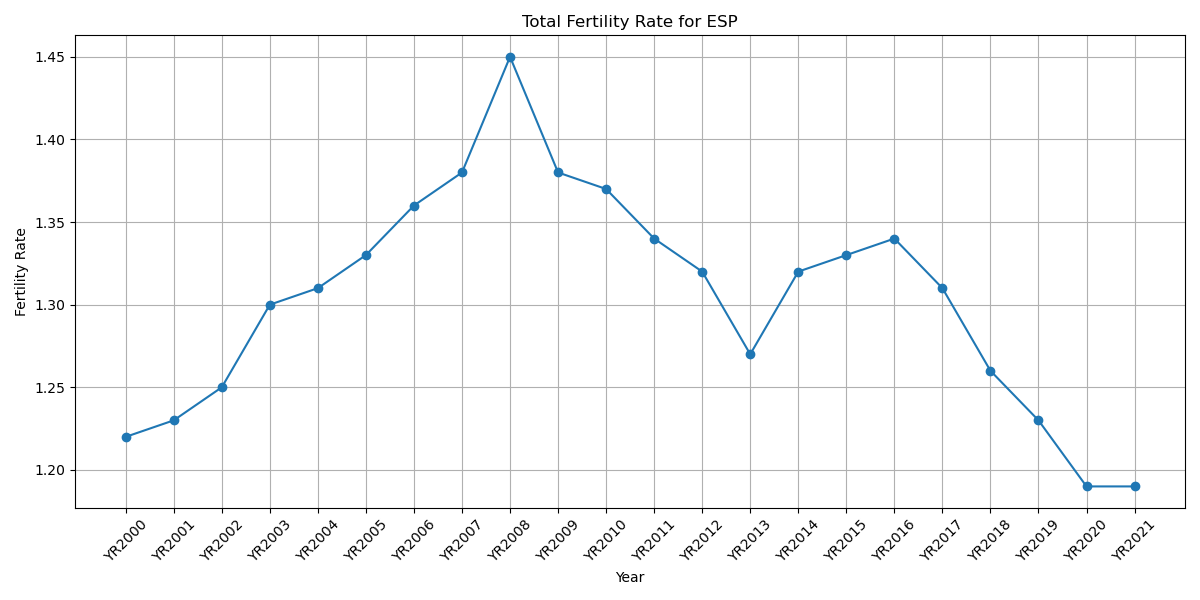 Total Fertility Rate for ESP
Fertility Rate
1.45
1.40
1.35
1.30
1.25
1.20
YR2000
YR2001
YR2002
YR2003
YR2004
YR2005
YR2006
YR2007
YR2008
YR2009
YR2010
YR2011
YR2012
YR2013
YR2014
YR2015
YR2016
YR2017
YR2018
YR2019
YR2020
YR2021
Year